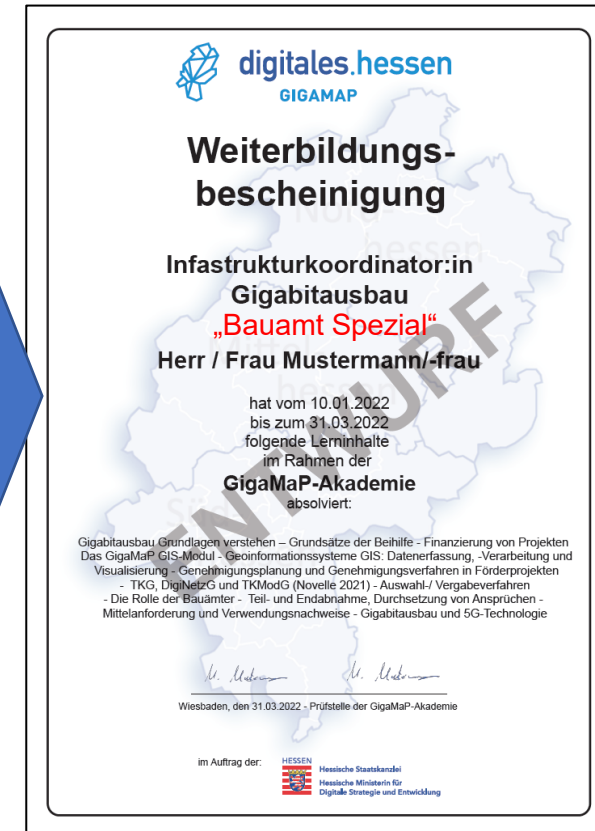 digitales.hessen
GIGAMAP
Weiterbildungs-
bescheinigung
Nord-
hessen
Infastrukturkoordinator:in
Gigabitausbau
„Bauamt Spezial“
Mittel
hessen
Herr / Frau Mustermann/-frau
hat vom 10.01.2022
bis zum 31.03.2022
folgende Lerninhalte
im Rahmen der
GigaMaP-Akademie
absolviert:
ENTWURF
Süd
Gigabitausbau Grundlagen verstehen – Grundsätze der Beihilfe - Finanzierung von Projekten
Das GigaMaP GIS-Modul - Geoinformationssysteme GIS: Datenerfassung, -Verarbeitung und
Visualisierung - Genehmigungsplanung und Genehmigungsverfahren in Förderprojekten
- TKG, DigiNetzG und TKModG (Novelle 2021) - Auswahl-/ Vergabeverfahren
- Die Rolle der Bauämter - Teil- und Endabnahme, Durchsetzung von Ansprüchen -
Mittelanforderung und Verwendungsnachweise - Gigabitausbau und 5G-Technologie
Wiesbaden, den 31.03.2022 - Prüfstelle der GigaMaP-Akademie
im Auftrag der:
HESSEN
Hessische Staatskanzlei
Hessische Ministerin für
Digitale Strategie und Entwicklung